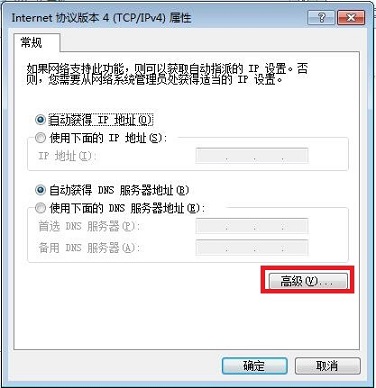 Internet 协议版本 4 (TCP/IPv4) 属性
常规
如果网络支持此功能，则可以获取自动指派的 IP 设置。否
则，您需要从网络系统管理员处获得适当的 IP 设置。
自动获得 IP 地址(O)
使用下面的 IP 地址(S):
IP 地址(I):
自动获得 DNS 服务器地址(B)
使用下面的 DNS 服务器地址(E):
首选 DNS 服务器(P):
备用 DNS 服务器(A):
高级(V)...
确定
取消